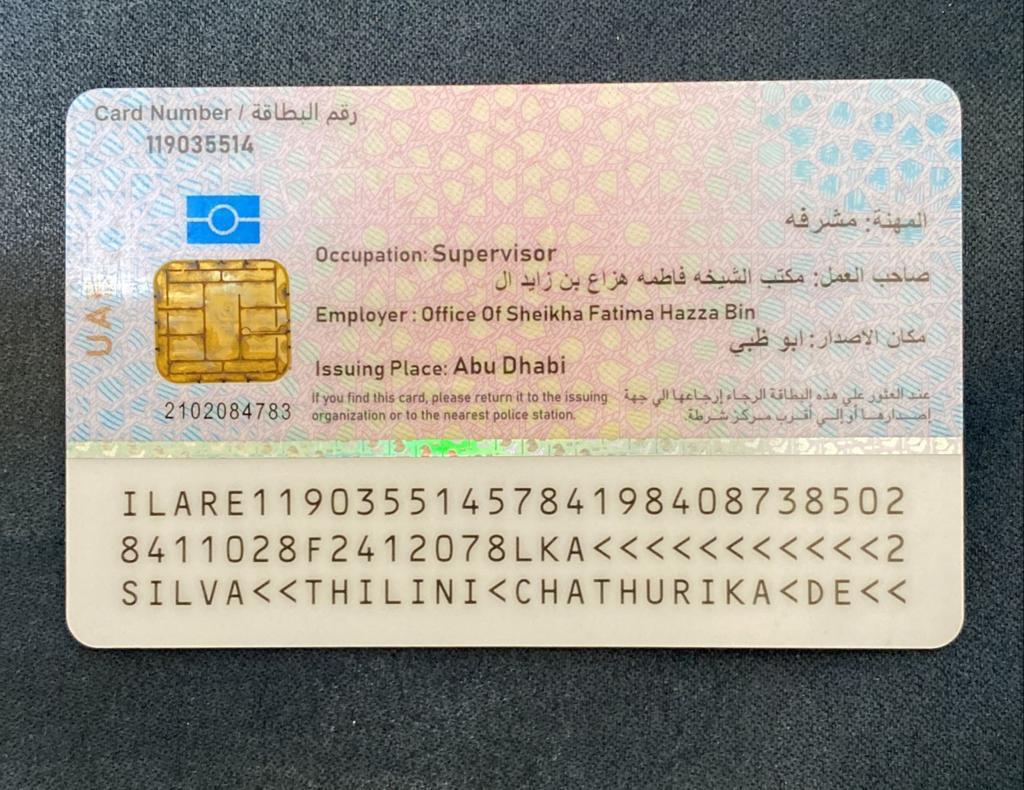 Card Number / رقم البطاقة
119035514
المهنة: مشرفه
Occupation: Supervisor
صاحب العمل: مكتب الشيخه فاطمه هزاع بن زايد ال
Employer : Office Of Sheikha Fatima Hazza Bin
مكان الاصدار: ابو ظبي
Issuing Place: Abu Dhabi
If you find this card, please return it to the issuing
organization or to the nearest police station.
عند العثور على هذه البطاقة الرجاء إرجاعها الي جهة
إصدارها أو إلي أقرب مركز شرطة.
2102084783
ILARE1190355145784198408738502
8411028F2412078LKA<<<<<<<<<<<2
SILVA<<THILINI<CHATHURIKA<DE<<